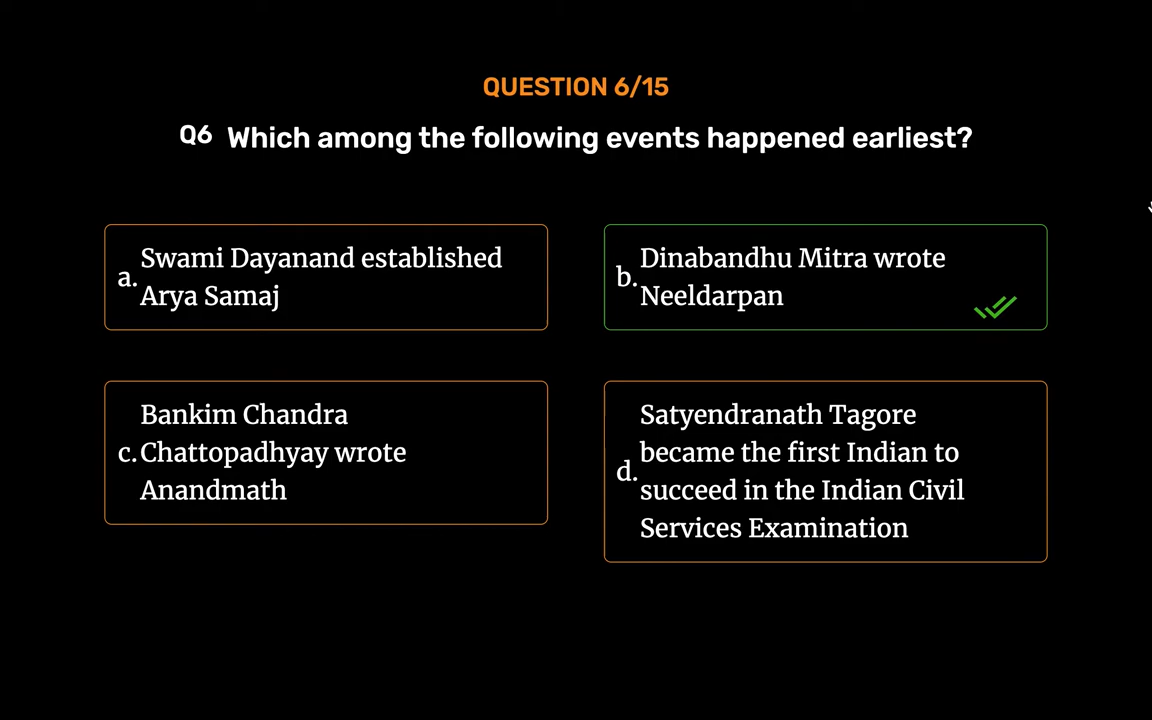 QUESTION 6/15
Q6 Which among the following events happened earliest?
a. Swami Dayanand established
Arya Samaj
b. Dinabandhu Mitra wrote
Neeldarpan
c. Bankim Chandra
Chattopadhyay wrote
Anandmath
d. Satyendranath Tagore
became the first Indian to
succeed in the Indian Civil
Services Examination